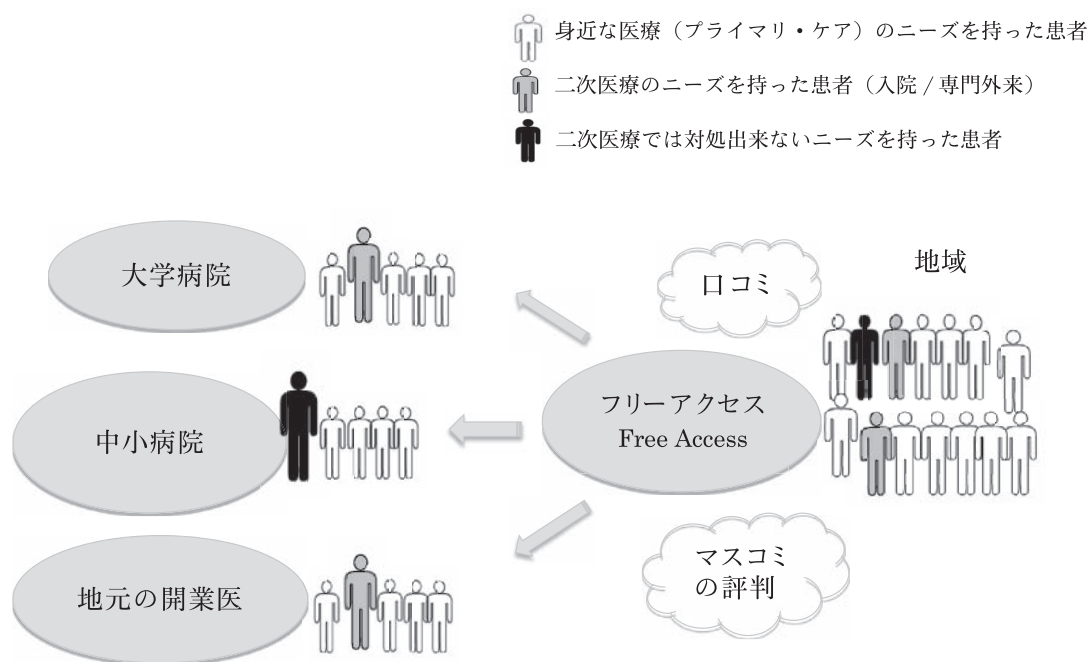 身近な医療（プライマリ・ケア）のニーズを持った患者
二次医療のニーズを持った患者（入院 / 専門外来）
二次医療では対処出来ないニーズを持った患者
大学病院
口コミ
地域
中小病院
フリーアクセス
Free Access
地元の開業医
マスコミ
の評判